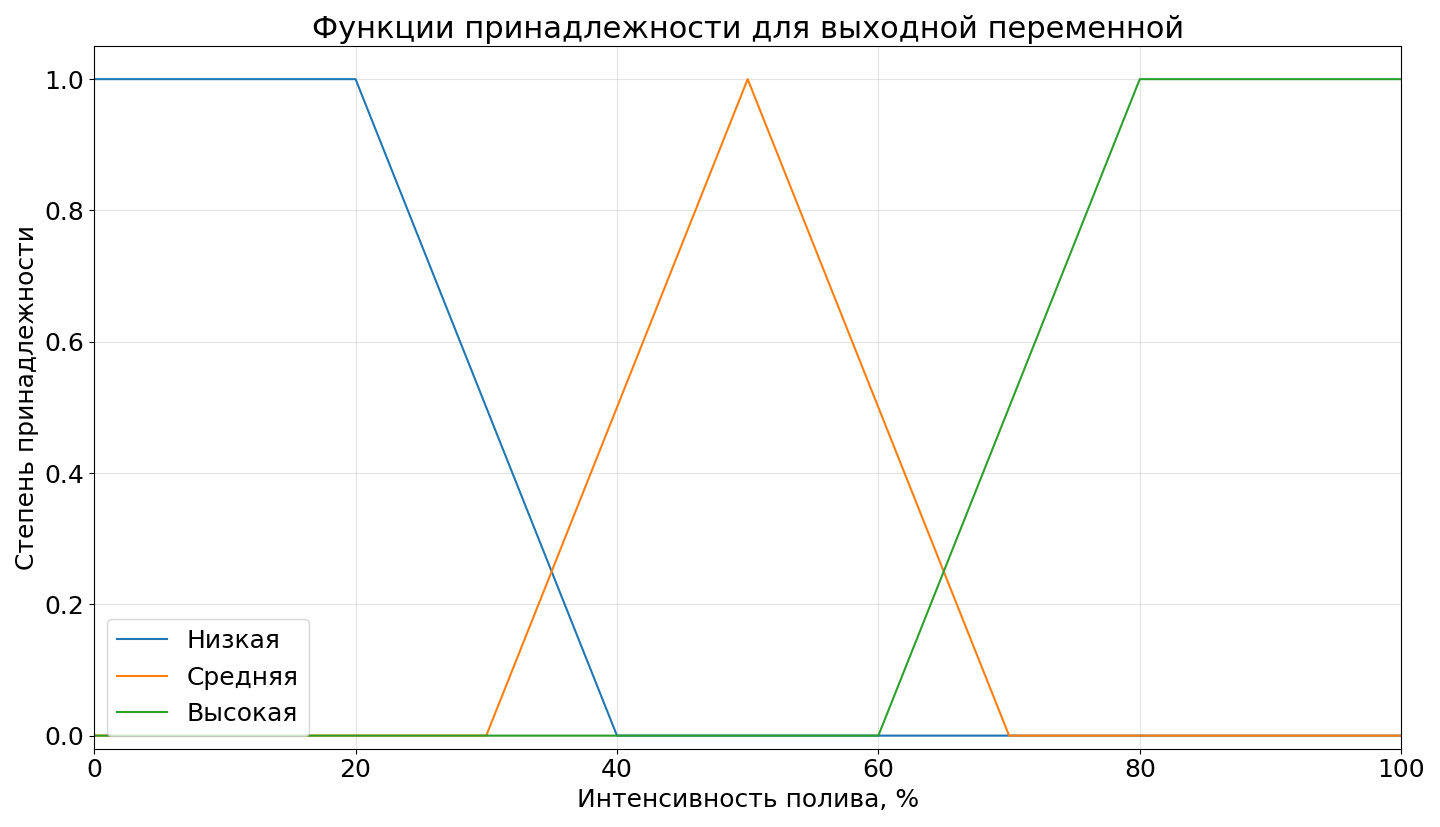 Функции принадлежности для выходной переменной
Степень принадлежности
1.0
0.8
0.6
0.4
0.2
0.0
Низкая
Средняя
Высокая
0 20 40 60 80 100
Интенсивность полива, %